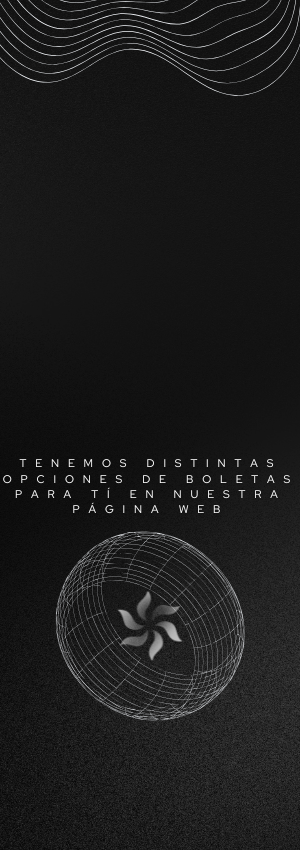 TENEMOS DISTINTAS
OPCIONES DE BOLETAS
PARA TÍ EN NUESTRA
PÁGINA WEB